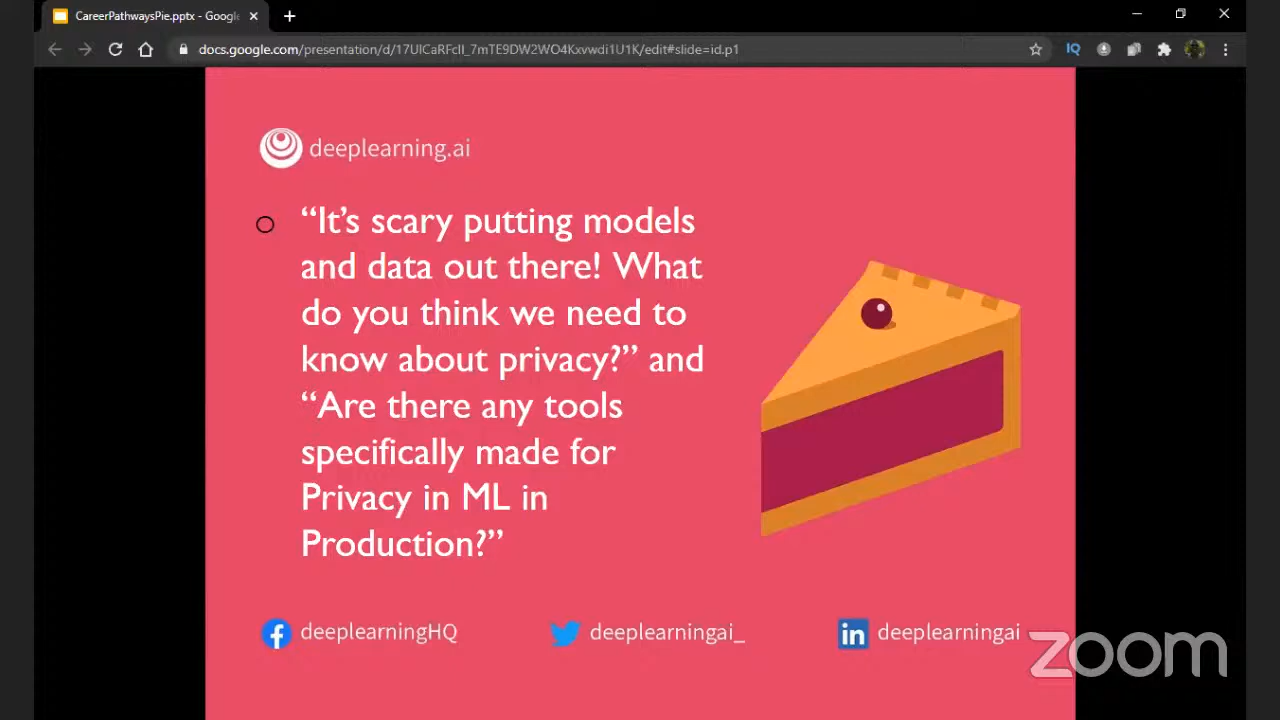 CareerPathwaysPie.pptx - Google
docs.google.com/presentation/d/17UlCaRFclI_7mTE9DW2WO4Kxvwdi1U1K/edit#slide=id.p1
IQ
deeplearning.ai
“It’s scary putting models
and data out there! What
do you think we need to
know about privacy?” and
“Are there any tools
specifically made for
Privacy in ML in
Production?”
deeplearningHQ
deeplearningai_
deeplearningai
zoom